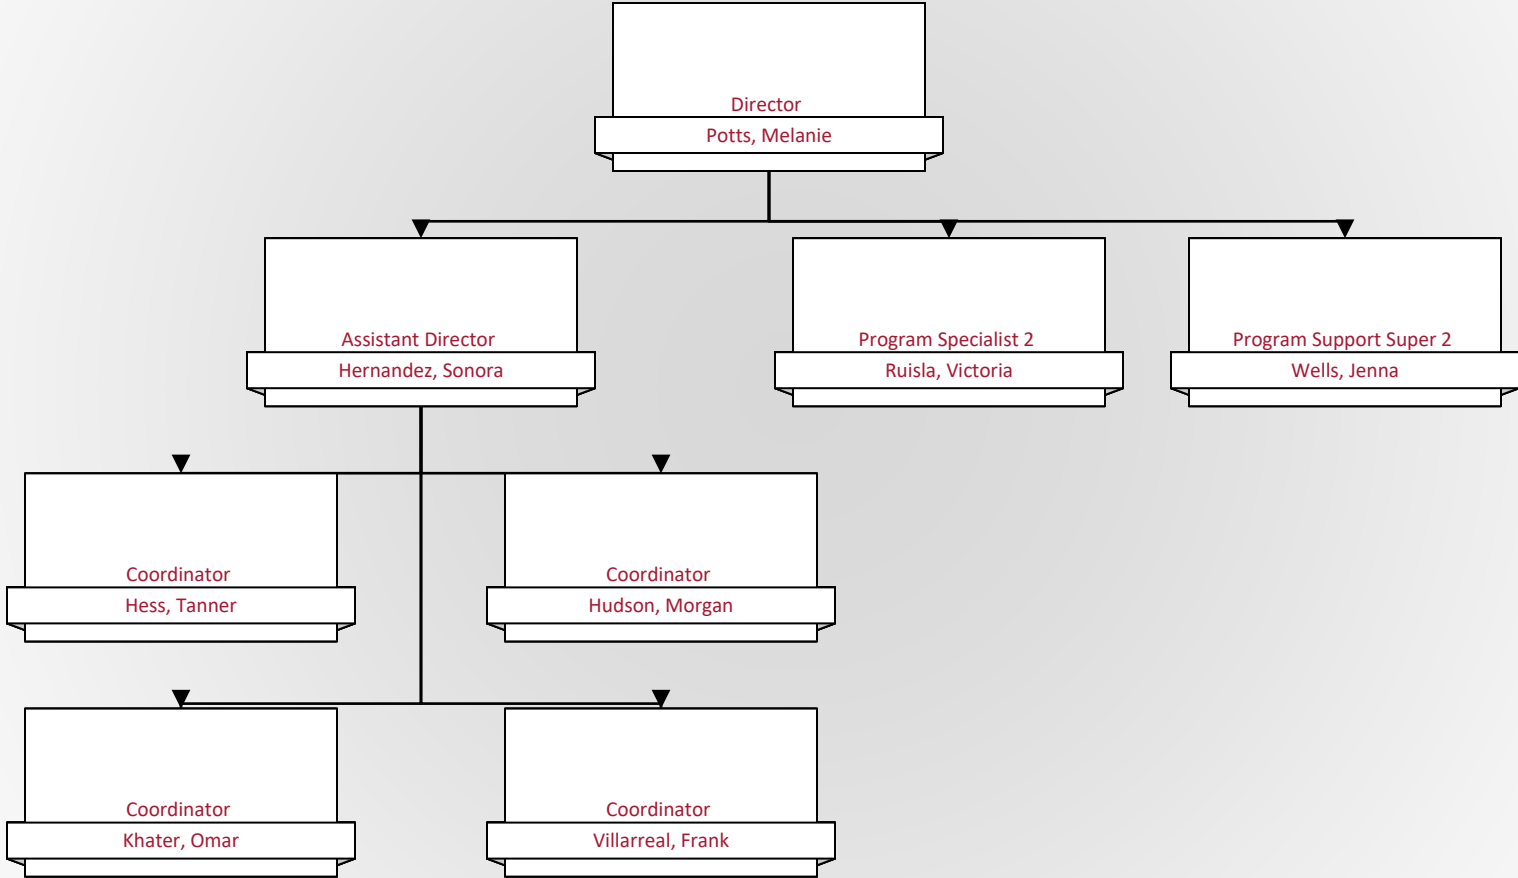 Director
Potts, Melanie
Assistant Director
Hernandez, Sonora
Program Specialist 2
Ruisla, Victoria
Program Support Super 2
Wells, Jenna
Coordinator
Hess, Tanner
Coordinator
Hudson, Morgan
Coordinator
Khater, Omar
Coordinator
Villarreal, Frank